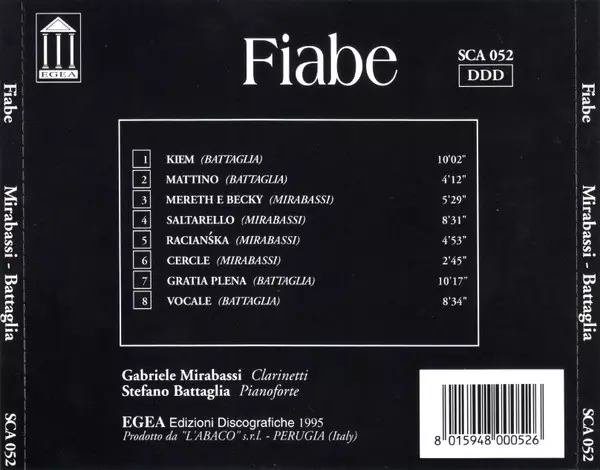 EGEA
Fiabe
SCA 052
DDD
1 KIEM (BATTAGLIA) 10'02"
2 MATTINO (BATTAGLIA) 4'12"
3 MERETH E BECKY (MIRABASSI) 5'29"
4 SALTARELLO (MIRABASSI) 8'31"
5 RACIAŃSKA (MIRABASSI) 4'53"
6 CERCLE (MIRABASSI) 2'45"
7 GRATIA PLENA (BATTAGLIA) 10'17"
8 VOCALE (BATTAGLIA) 8'34"
Gabriele Mirabassi Clarinetti
Stefano Battaglia Pianoforte
EGEA Edizioni Discografiche 1995
Prodotto da "L'ABACO" s.r.l. - PERUGIA (Italy)
8 015948 000526
Fiabe Mirabassi - Battaglia SCA 052
Fiabe Mirabassi - Battaglia SCA 052